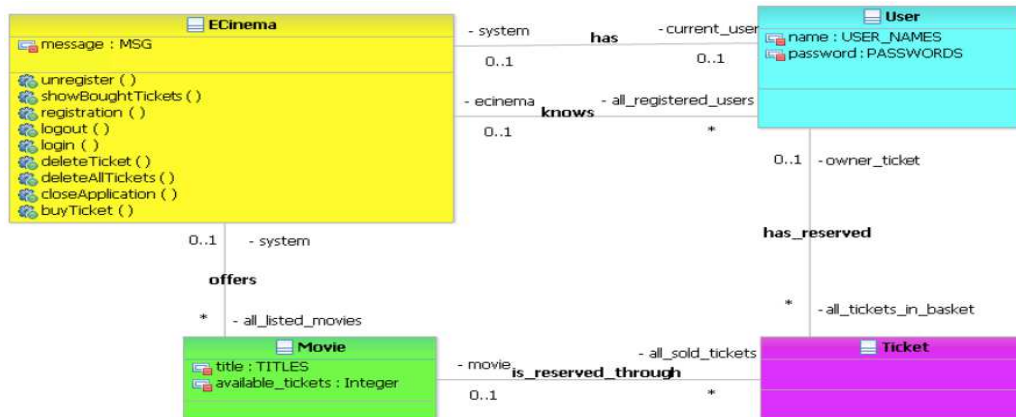 ECinema
message : MSG
unregister ( )
showBoughtTickets ( )
registration ( )
logout ( )
login ( )
deleteTicket ( )
deleteAllTickets ( )
closeApplication ( )
buyTicket ( )
- system
has
- current_user
0..1
0..1
- ecinema
knows
- all_registered_users
0..1
*
User
name : USER_NAMES
password : PASSWORDS
0..1
- owner_ticket
has_reserved
*
- all_tickets_in_basket
0..1
- system
offers
*
- all_listed_movies
Movie
title : TITLES
available_tickets : Integer
- movie
is_reserved_through
- all_sold_tickets
0..1
*
Ticket